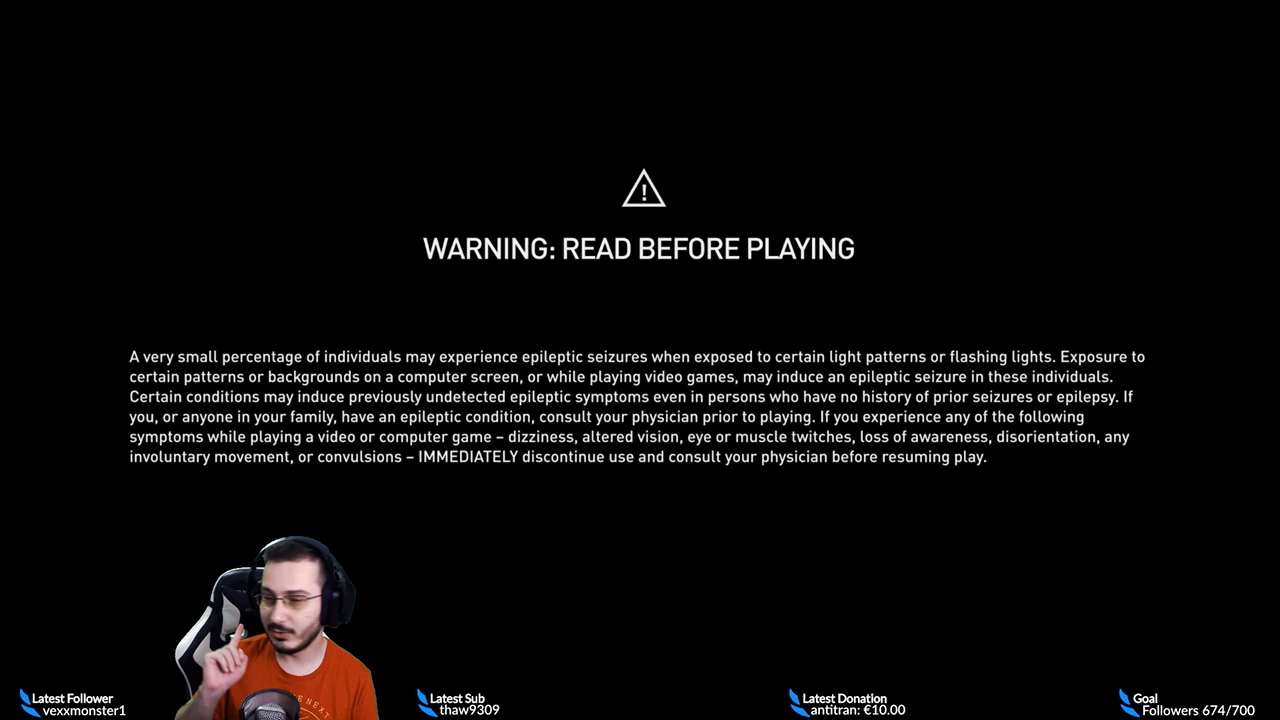 WARNING: READ BEFORE PLAYING
A very small percentage of individuals may experience epileptic seizures when exposed to certain light patterns or flashing lights. Exposure to
certain patterns or backgrounds on a computer screen, or while playing video games, may induce an epileptic seizure in these individuals.
Certain conditions may induce previously undetected epileptic symptoms even in persons who have no history of prior seizures or epilepsy. If
you, or anyone in your family, have an epileptic condition, consult your physician prior to playing. If you experience any of the following
symptoms while playing a video or computer game – dizziness, altered vision, eye or muscle twitches, loss of awareness, disorientation, any
involuntary movement, or convulsions – IMMEDIATELY discontinue use and consult your physician before resuming play.
NEXT
Latest Follower
vexxmonster1
Latest Sub
thaw9309
Latest Donation
antitran: €10.00
Goal
Followers 674/700